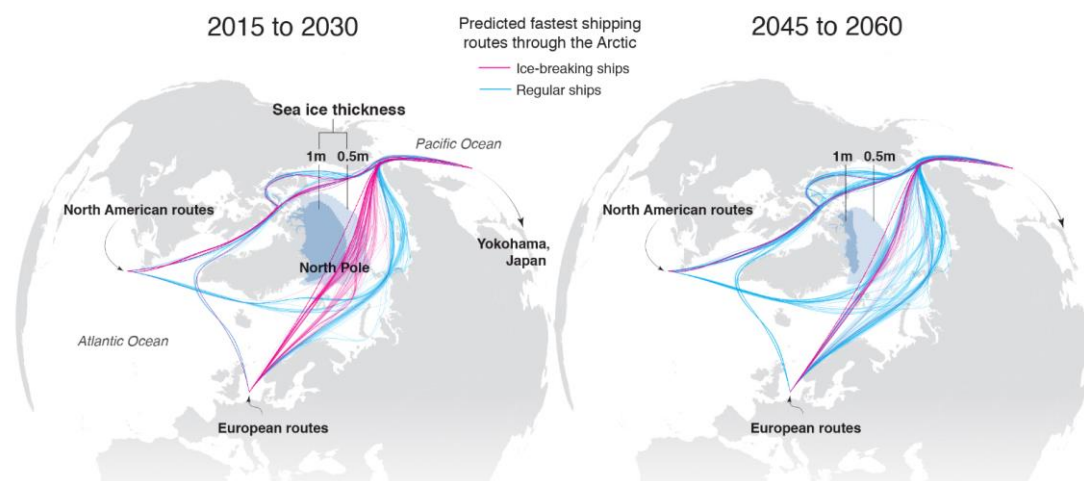 2015 to 2030
Predicted fastest shipping
routes through the Arctic
Ice-breaking ships
Regular ships
2045 to 2060
Sea ice thickness
1m
0.5m
Pacific Ocean
North American routes
North Pole
Yokohama,
Japan
Atlantic Ocean
European routes
1m
0.5m
North American routes
European routes